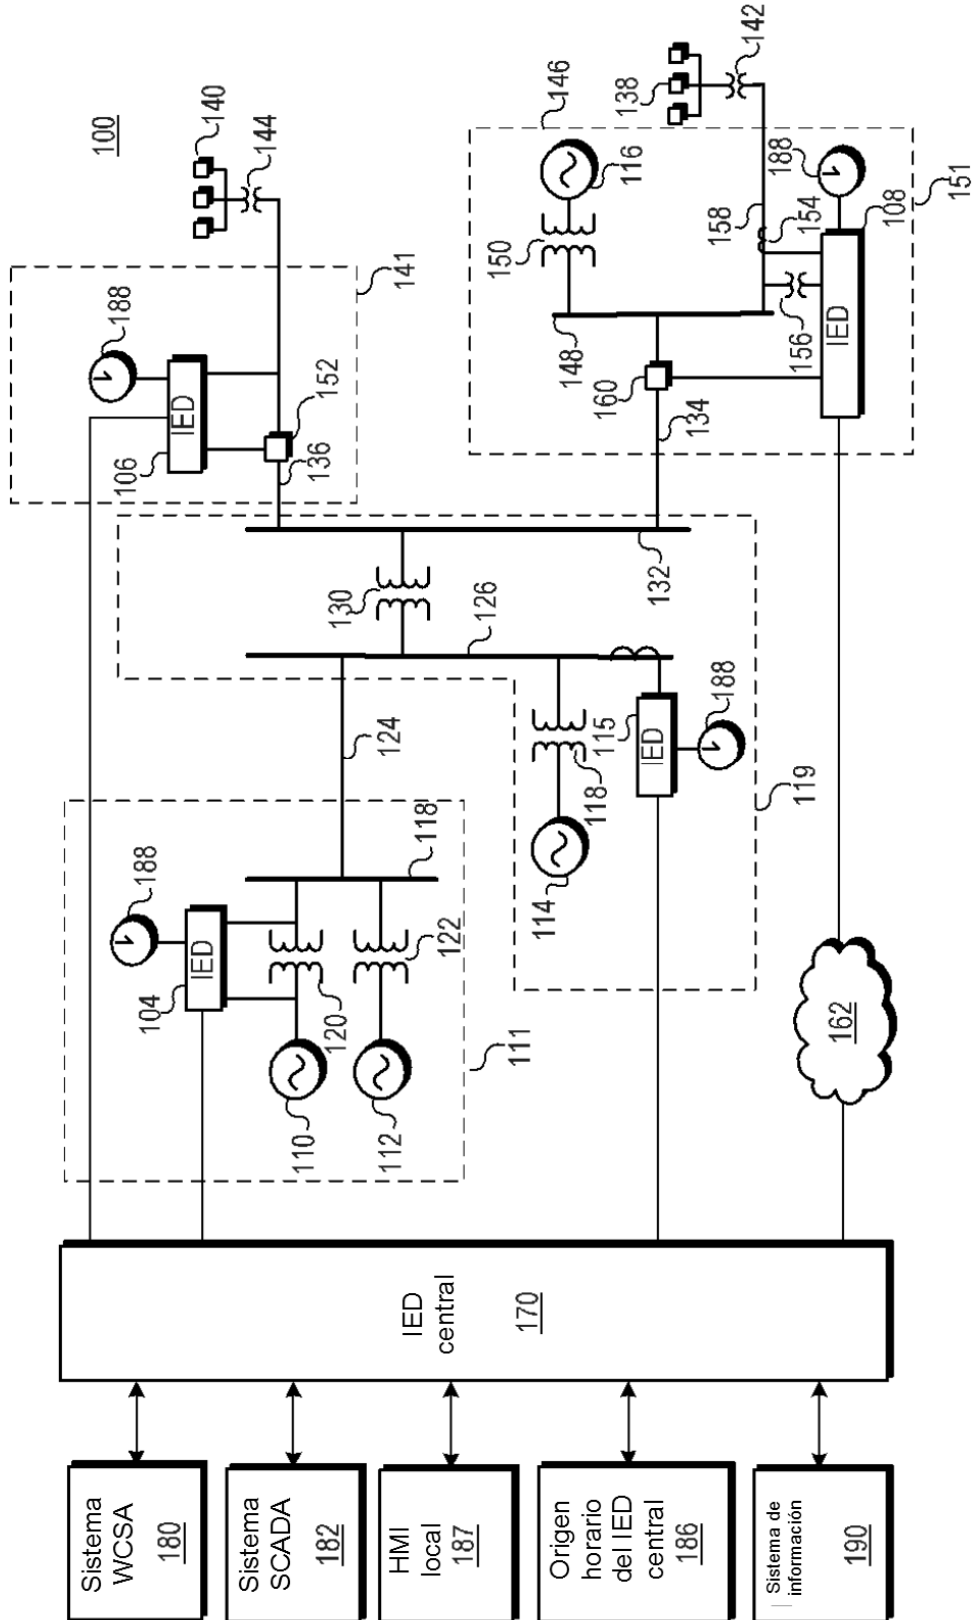 100
140
144
141
188
152
136
106
IED
146
116
150
138
142
158
154
188
108
151
156
IED
148
160
134
132
130
126
124
115
IED
188
118
114
119
118
188
IED
104
120
122
110
112
111
162
IED
central
170
Sistema
WCSA
180
Sistema
SCADA
182
HMI
local
187
Origen
horario
del IED
central
186
Sistema de
información
190